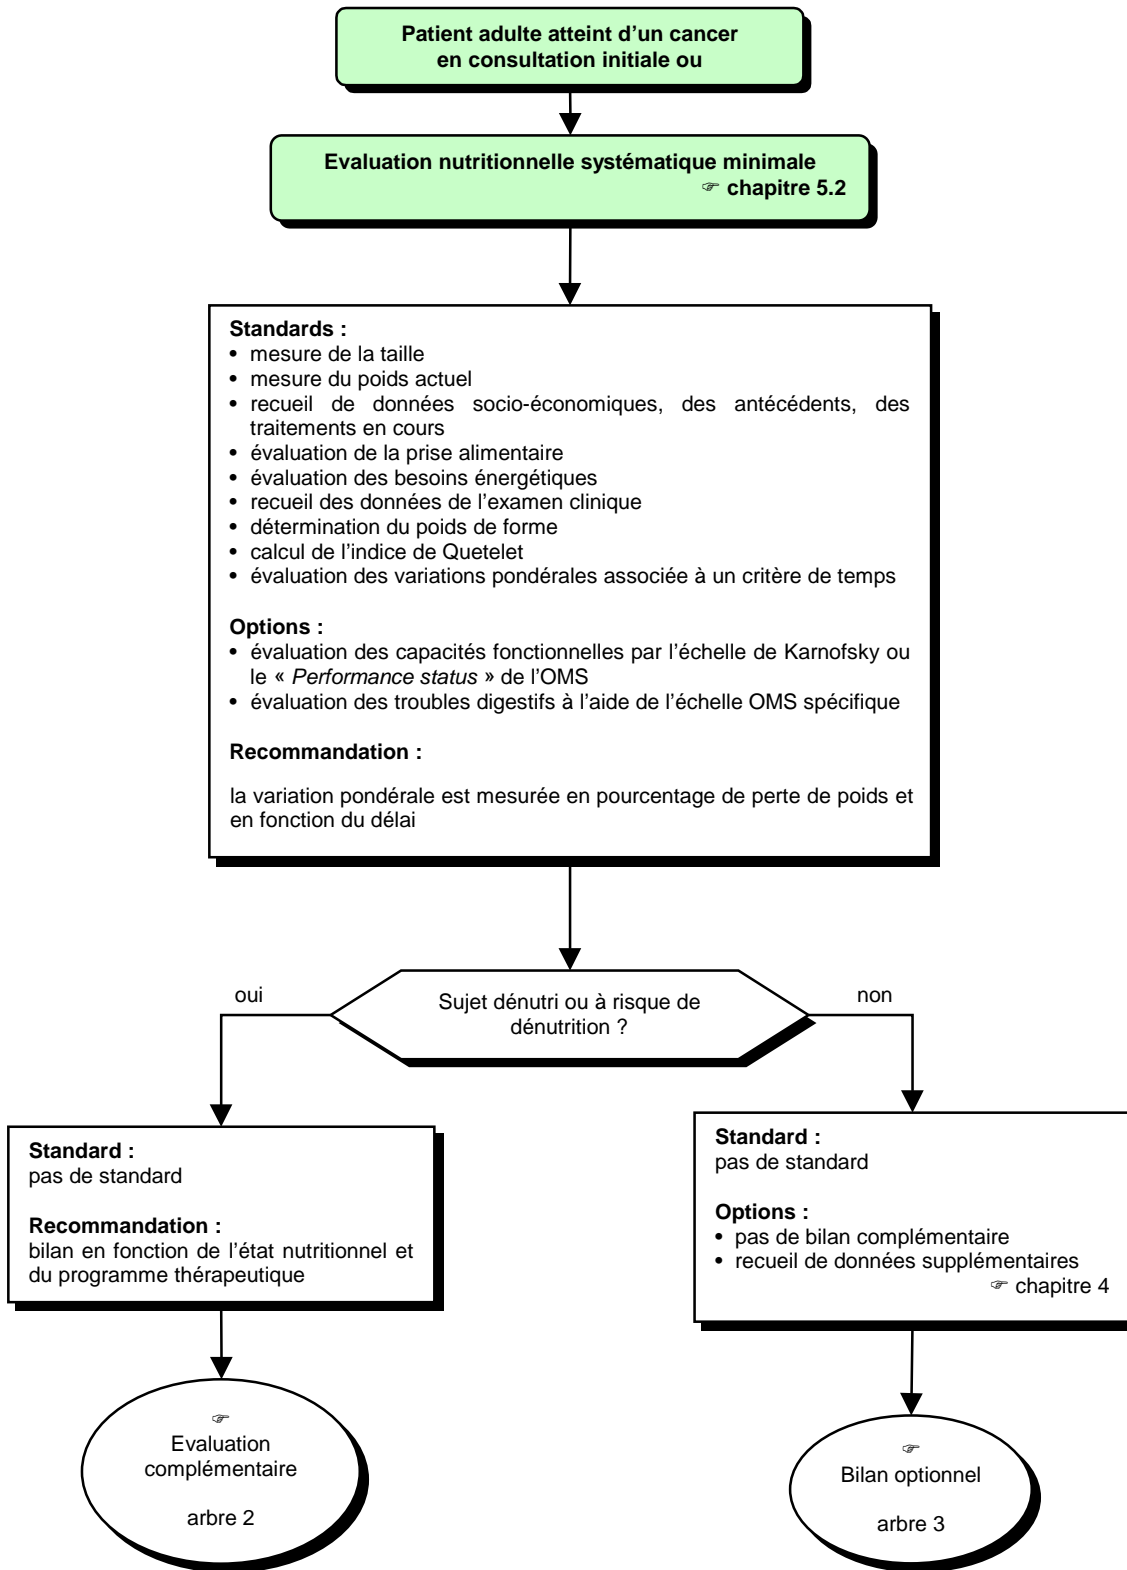 Patient adulte atteint d'un cancer
en consultation initiale ou
Evaluation nutritionnelle systématique minimale
☞ chapitre 5.2
Standards :
• mesure de la taille
• mesure du poids actuel
• recueil de données socio-économiques, des antécédents, des
traitements en cours
• évaluation de la prise alimentaire
• évaluation des besoins énergétiques
• recueil des données de l'examen clinique
• détermination du poids de forme
• calcul de l'indice de Quetelet
• évaluation des variations pondérales associée à un critère de temps
Options :
• évaluation des capacités fonctionnelles par l'échelle de Karnofsky ou
le « Performance status » de l'OMS
• évaluation des troubles digestifs à l'aide de l'échelle OMS spécifique
Recommandation :
la variation pondérale est mesurée en pourcentage de perte de poids et
en fonction du délai
Sujet dénutri ou à risque de
dénutrition ?
oui
non
Standard :
pas de standard
Recommandation :
bilan en fonction de l'état nutritionnel et
du programme thérapeutique
☞
Evaluation
complémentaire
arbre 2
Standard :
pas de standard
Options :
• pas de bilan complémentaire
• recueil de données supplémentaires
☞ chapitre 4
☞
Bilan optionnel
arbre 3